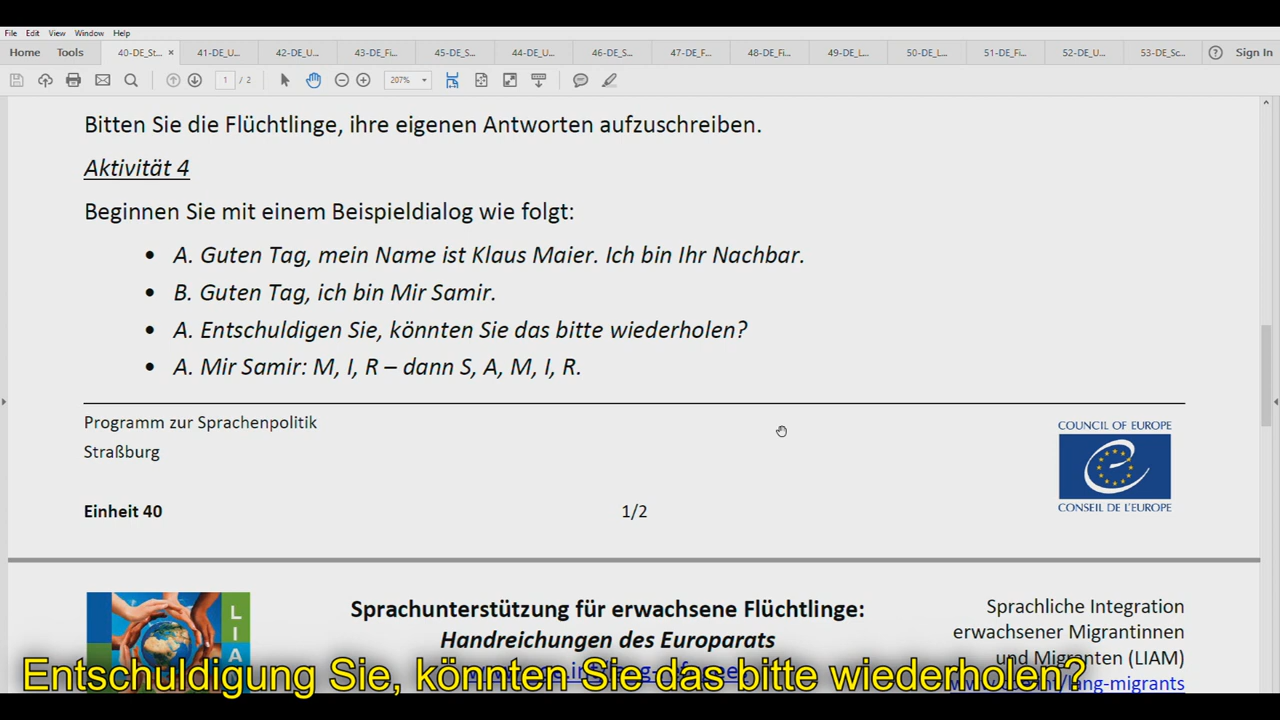 File Edit View Window Help
Home Tools 40-DE_St... × 41-DE_U... 42-DE_U... 43-DE_Fi... 45-DE_S... 44-DE_U... 46-DE_S... 47-DE_F... 48-DE_Fi... 49-DE_L... 50-DE_L... 51-DE_Fi... 52-DE_U... 53-DE_Sc... ? Sign In
1 / 2 207%
Bitten Sie die Flüchtlinge, ihre eigenen Antworten aufzuschreiben.
Aktivität 4
Beginnen Sie mit einem Beispieldialog wie folgt:
• A. Guten Tag, mein Name ist Klaus Maier. Ich bin Ihr Nachbar.
• B. Guten Tag, ich bin Mir Samir.
• A. Entschuldigen Sie, könnten Sie das bitte wiederholen?
• A. Mir Samir: M, I, R – dann S, A, M, I, R.
Programm zur Sprachenpolitik
Straßburg
COUNCIL OF EUROPE
CONSEIL DE L'EUROPE
Einheit 40 1/2
L I A
Sprachunterstützung für erwachsene Flüchtlinge:
Handreichungen des Europarats
Sprachliche Integration
erwachsener Migrantinnen
und Migranten (LIAM)
lang-migrants
Entschuldigung Sie, könnten Sie das bitte wiederholen?